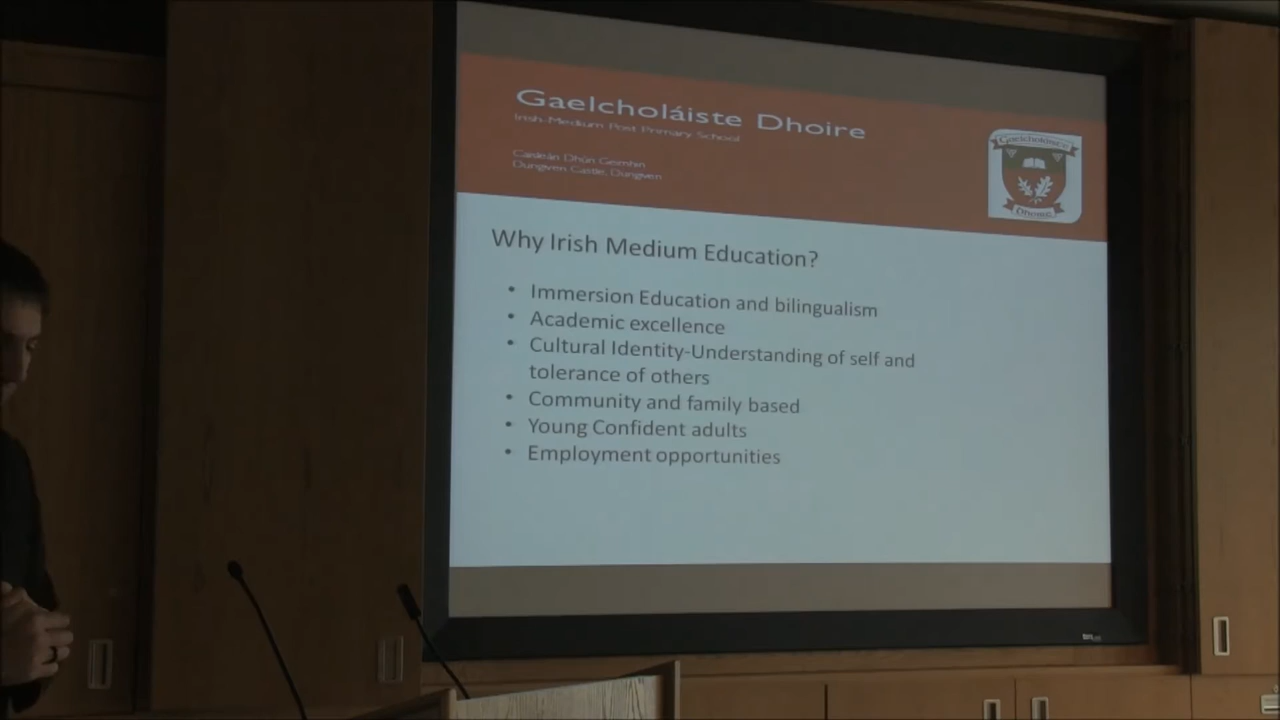 Gaelcholáiste Dhoire
Irish-Medium Post Primary School
Caisleán Dhún Geimhin
Dungiven Castle, Dungiven
Gaelcholáiste
Dhoire
Why Irish Medium Education?
• Immersion Education and bilingualism
• Academic excellence
• Cultural Identity-Understanding of self and
tolerance of others
• Community and family based
• Young Confident adults
• Employment opportunities